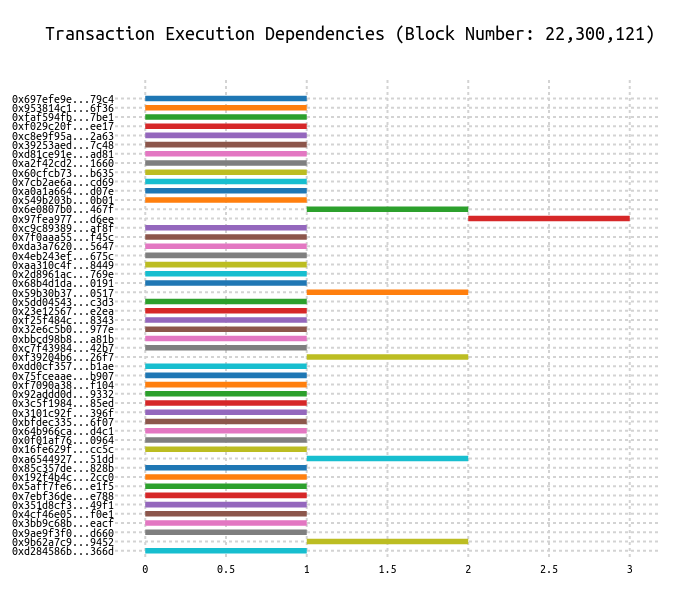 Transaction Execution Dependencies (Block Number: 22,300,121)
0x697efe9e...79c4
0x953814c1...6f36
0xfaf594fb...7be1
0xf029c20f...ee17
0xc8e9f95a...2a63
0x39253aed...7c48
0xd81ce91e...ad81
0xa2f42cd2...1660
0x60cfcb73...b635
0x7cb2ae6a...cd69
0xa0a1a664...d07e
0x549b203b...0b01
0x6e0807b0...467f
0x97fea977...d6ee
0xc9c89389...af8f
0x7f0aaa55...f45c
0xda3a7620...5647
0x4eb243ef...675c
0xaa310c4f...8449
0x2d8961ac...769e
0x68b4d1da...0191
0x59b30b37...0517
0x5dd04543...c3d3
0x23e12567...e2ea
0xf25f484c...8343
0x32e6c5b0...977e
0xbbcd98b8...a81b
0xc7f43984...42b7
0xf39204b6...26f7
0xdd0cf357...b1ae
0x75fceaae...b907
0xf7090a38...f104
0x92addd0d...9332
0x3c5f1984...85ed
0x3101c92f...396f
0xbfdec335...6f07
0x64b966ca...d4c1
0x0f01af76...0964
0x16fe629f...cc5c
0xa6544927...51dd
0x85c357de...828b
0x192f4b4c...2cc0
0x5aff7fe6...e1f5
0x7ebf36de...e788
0x351d8cf3...49f1
0x4cf46e05...f0e1
0x3bb9c68b...eacf
0x9ae9f3f0...d660
0x9b62a7c9...9452
0xd284586b...366d
0 0.5 1 1.5 2 2.5 3